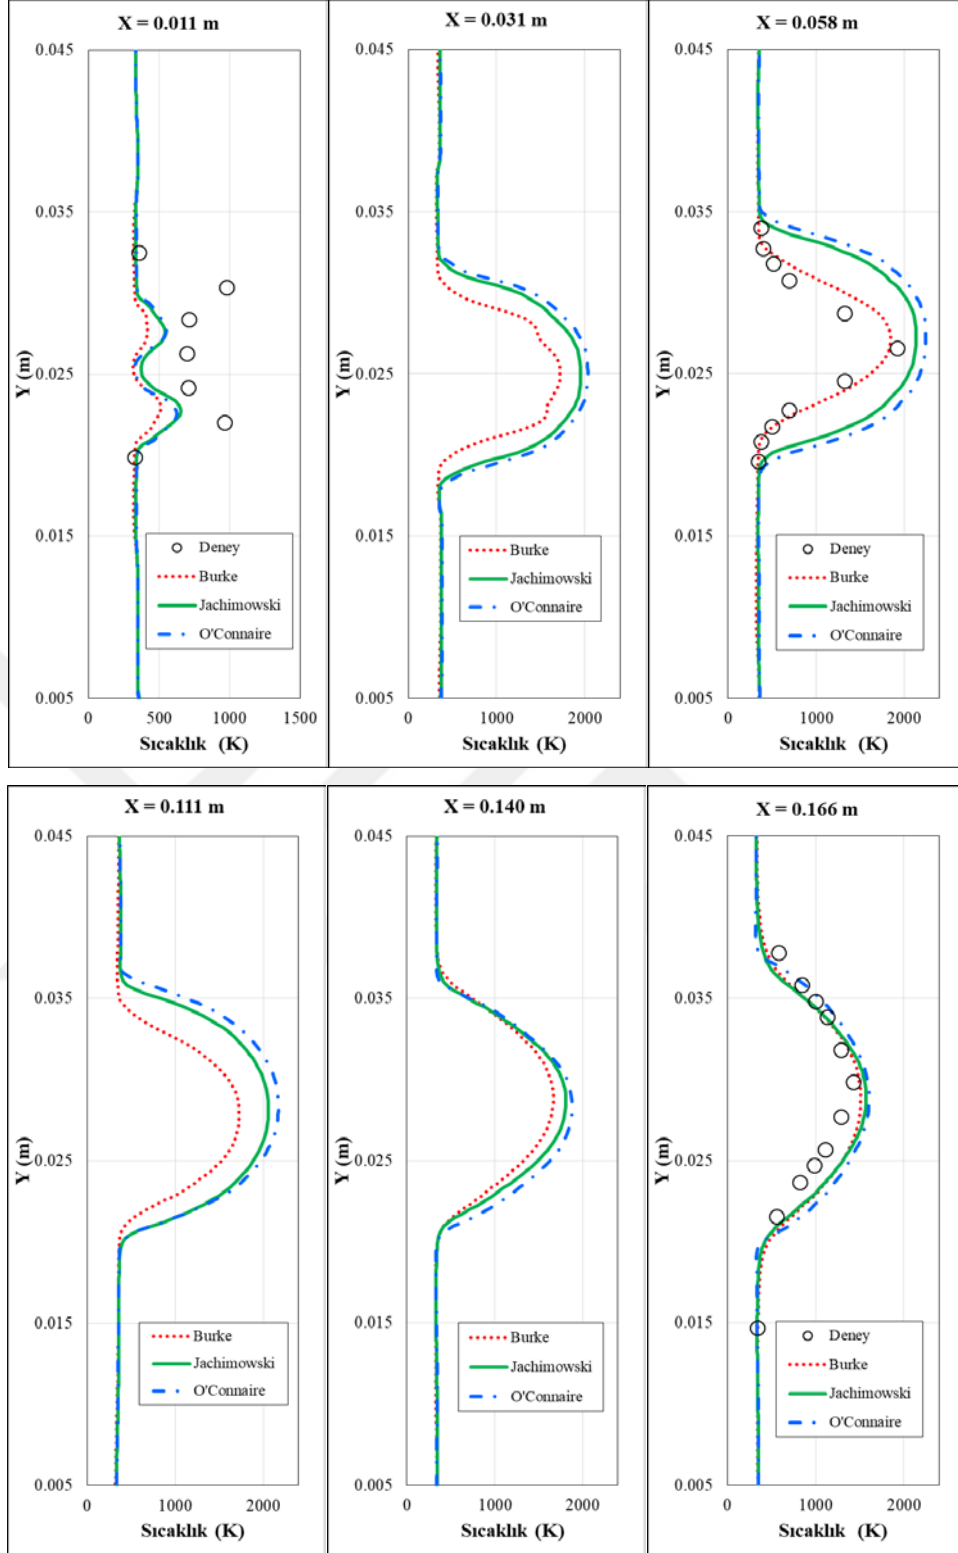 X = 0.011 m
0.045
0.035
0.025
0.015
0.005
Y (m)
Deney
Burke
Jachimowski
O'Connaire
0 500 1000 1500
Sıcaklık (K)
X = 0.031 m
0.045
0.035
0.025
0.015
0.005
Y (m)
Burke
Jachimowski
O'Connaire
0 1000 2000
Sıcaklık (K)
X = 0.058 m
0.045
0.035
0.025
0.015
0.005
Y (m)
Deney
Burke
Jachimowski
O'Connaire
0 1000 2000
Sıcaklık (K)
X = 0.111 m
0.045
0.035
0.025
0.015
0.005
Y (m)
Burke
Jachimowski
O'Connaire
0 1000 2000
Sıcaklık (K)
X = 0.140 m
0.045
0.035
0.025
0.015
0.005
Y (m)
Burke
Jachimowski
O'Connaire
0 1000 2000
Sıcaklık (K)
X = 0.166 m
0.045
0.035
0.025
0.015
0.005
Y (m)
Deney
Burke
Jachimowski
O'Connaire
0 1000 2000
Sıcaklık (K)